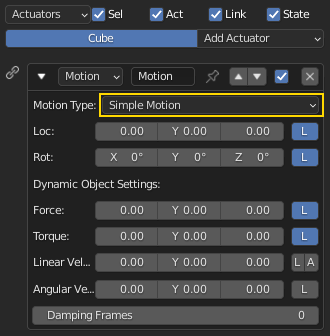 Actuators Sel Act Link State
Cube Add Actuator
Motion Motion
Motion Type: Simple Motion
Loc: 0.00 Y 0.00 0.00 L
Rot: X 0° Y 0° Z 0° L
Dynamic Object Settings:
Force: 0.00 Y 0.00 0.00 L
Torque: 0.00 Y 0.00 0.00 L
Linear Vel... 0.00 Y 0.00 0.00 L A
Angular Ve... 0.00 Y 0.00 0.00 L
Damping Frames 0